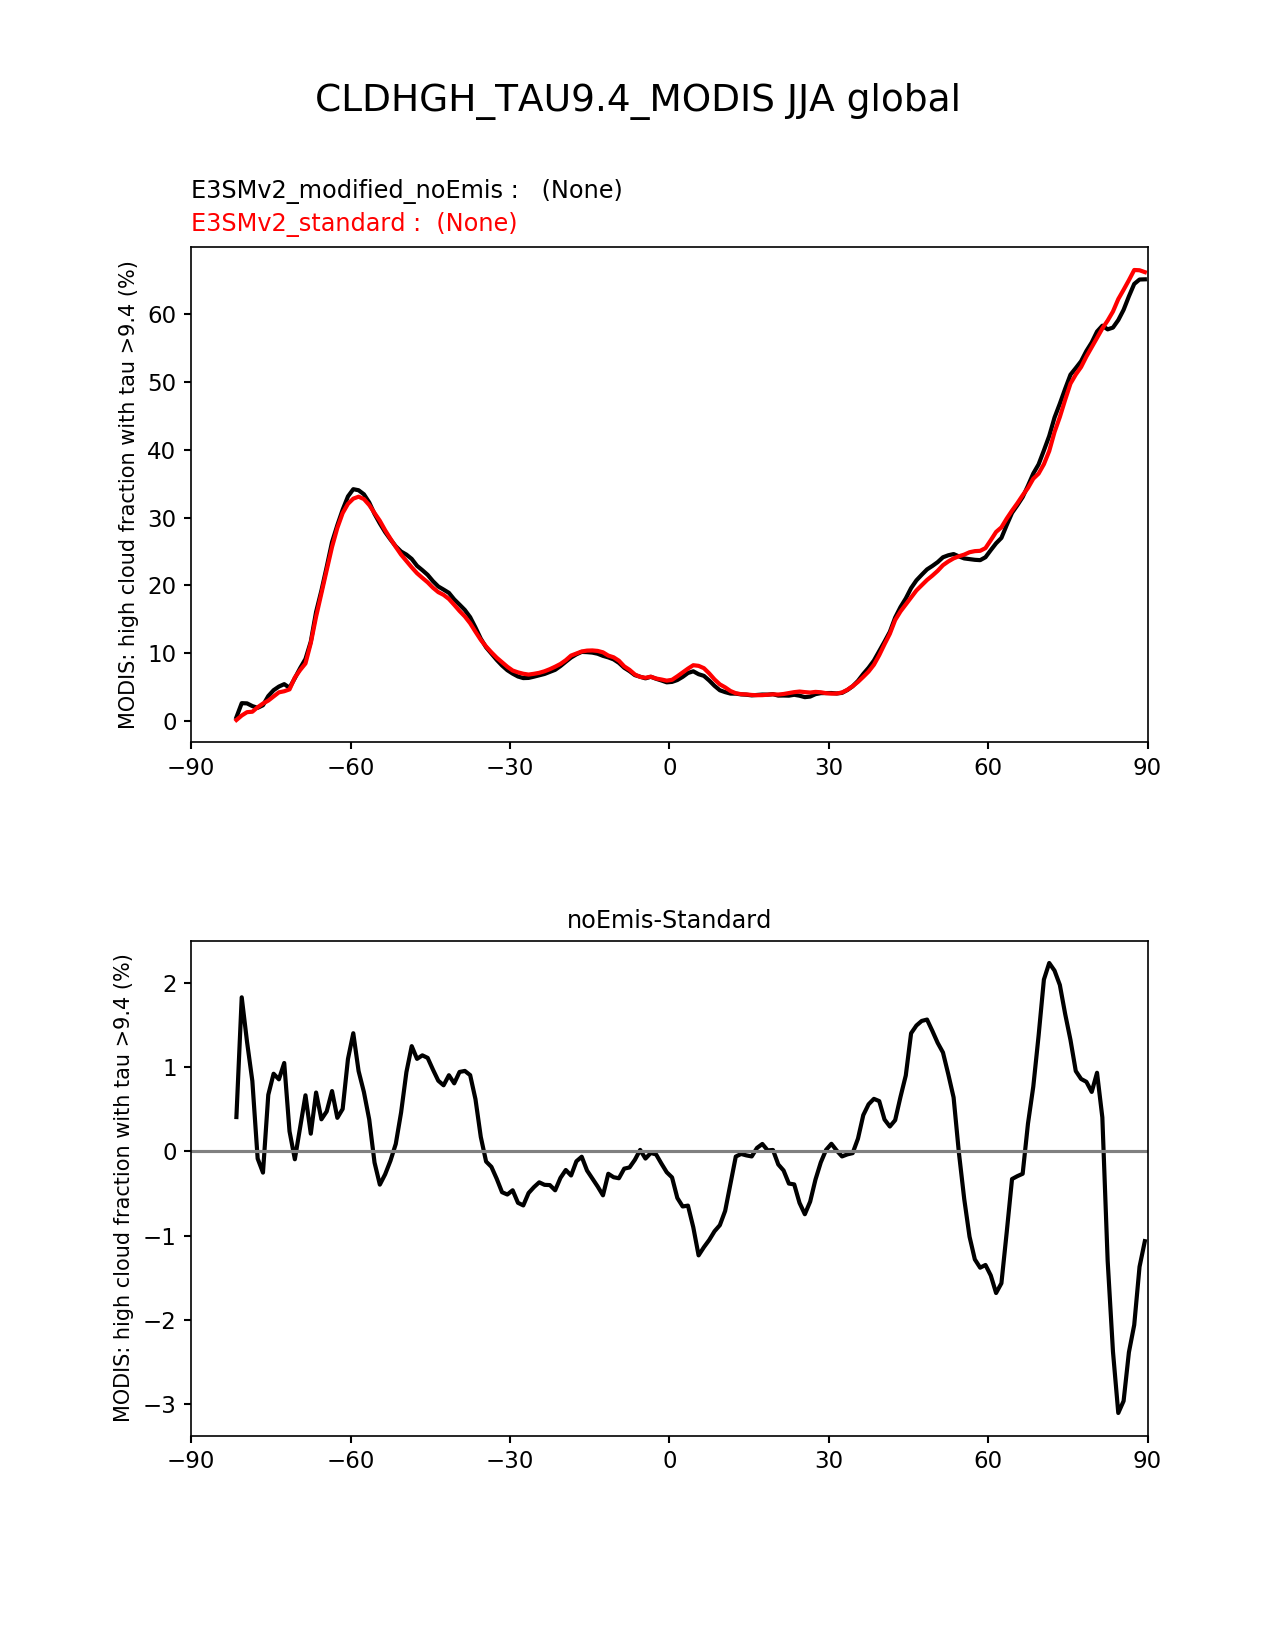 CLDHGH_TAU9.4_MODIS JJA global
E3SMv2_modified_noEmis :   (None)
E3SMv2_standard :  (None)
MODIS: high cloud fraction with tau >9.4 (%)
60
50
40
30
20
10
0
−90 −60 −30 0 30 60 90
noEmis-Standard
MODIS: high cloud fraction with tau >9.4 (%)
2
1
0
−1
−2
−3
−90 −60 −30 0 30 60 90